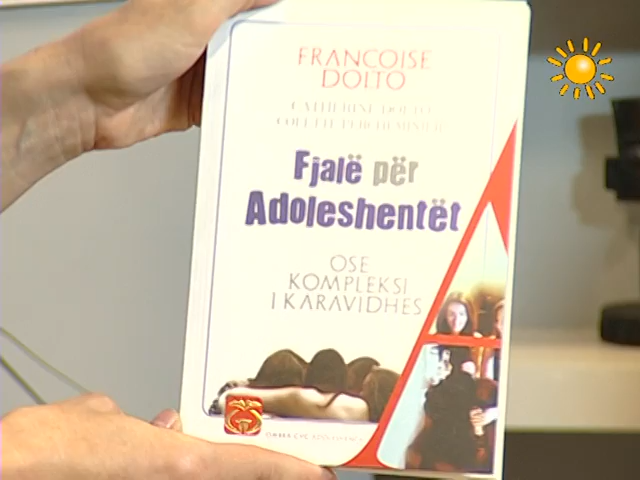 FRANCOISE
DOLTO
CATHERINE DOLTO
COLETTE PERCHEMINIER
Fjalë për
Adoleshentët
OSE
KOMPLEKSI
I KARAVIDHES